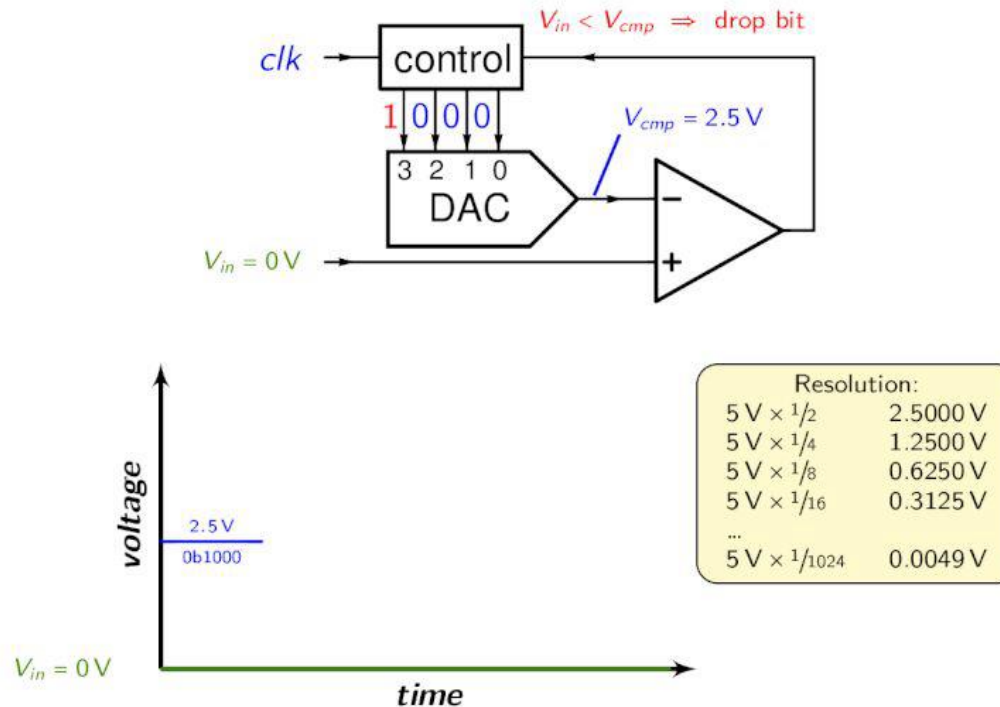 V_in < V_cmp ⇒ drop bit
clk
control
1 0 0 0
V_cmp = 2.5 V
3 2 1 0
DAC
−
V_in = 0 V
+
Resolution:
5 V × 1/2 2.5000 V
5 V × 1/4 1.2500 V
5 V × 1/8 0.6250 V
5 V × 1/16 0.3125 V
...
5 V × 1/1024 0.0049 V
voltage
2.5 V
0b1000
V_in = 0 V
time